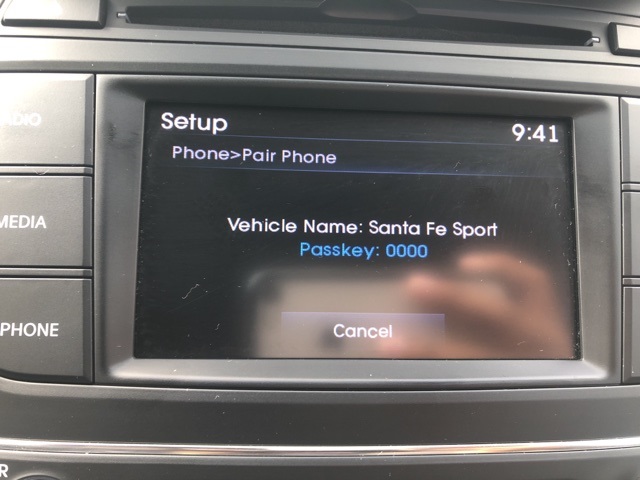 Setup
9:41
Phone>Pair Phone
Vehicle Name: Santa Fe Sport
Passkey: 0000
Cancel
MEDIA
PHONE